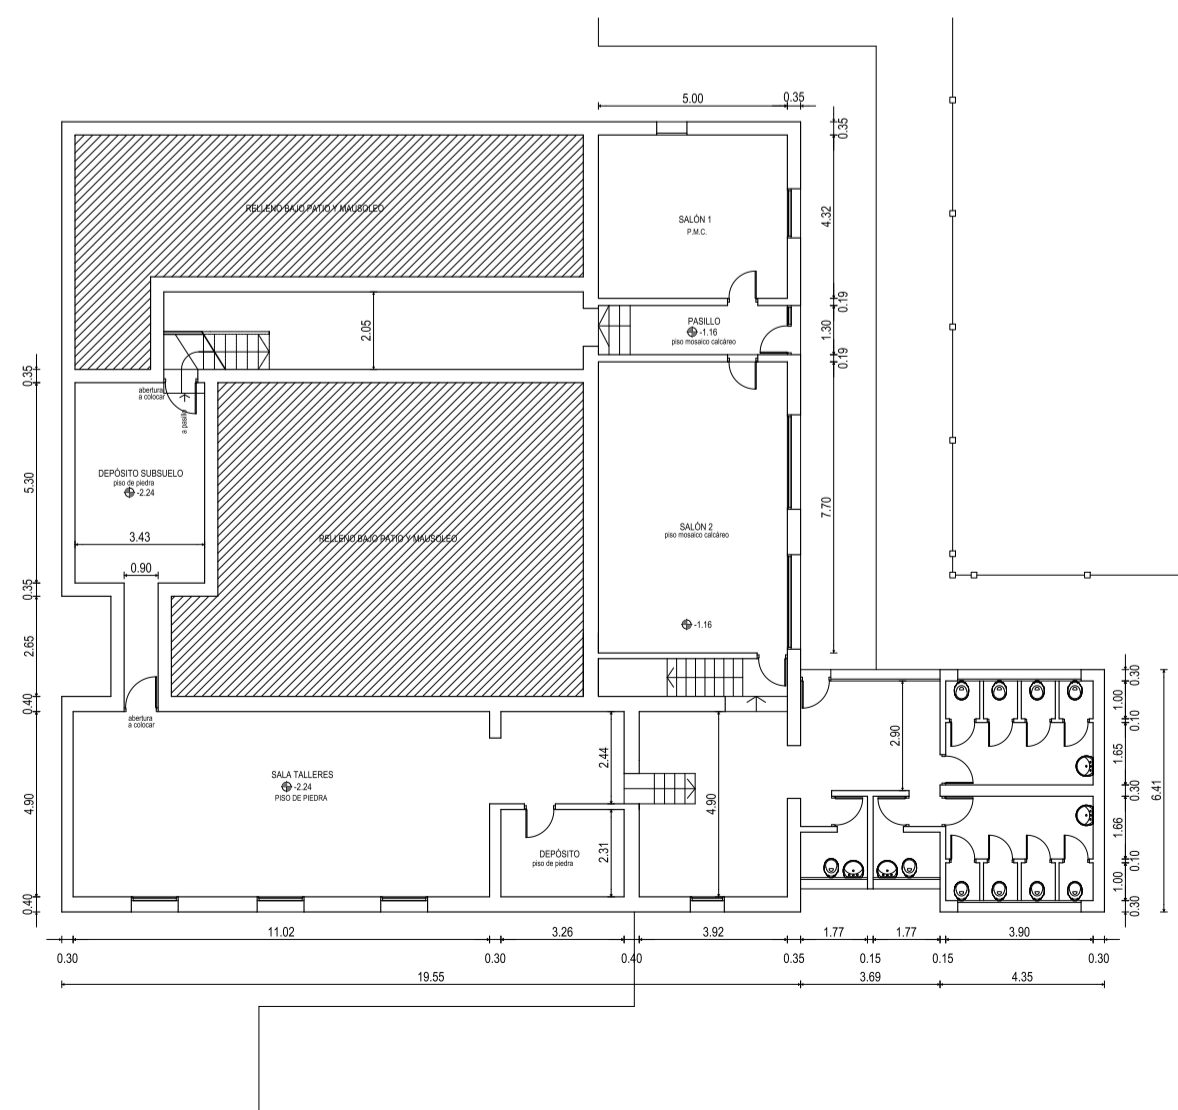 5.00
0.35
0.35
RELLENO BAJO PATIO Y MAUSOLEO
SALÓN 1
P.M.C.
4.32
0.19
PASILLO
-1.16
piso mosaico calcáreo
1.30
2.05
0.19
0.35
abertura
a colocar
a pasillo
DEPÓSITO SUBSUELO
piso de piedra
-2.24
5.30
3.43
0.90
RELLENO BAJO PATIO Y MAUSOLEO
SALÓN 2
piso mosaico calcáreo
7.70
-1.16
0.35
2.65
0.40
abertura
a colocar
SALA TALLERES
-2.24
PISO DE PIEDRA
4.90
2.44
DEPÓSITO
piso de piedra
2.31
4.90
2.90
0.30
1.00
0.10
1.65
0.30
6.41
1.66
0.10
1.00
0.30
0.40
11.02
3.26
3.92
1.77
1.77
3.90
0.30
0.30
0.40
0.35
0.15
0.15
0.30
19.55
3.69
4.35